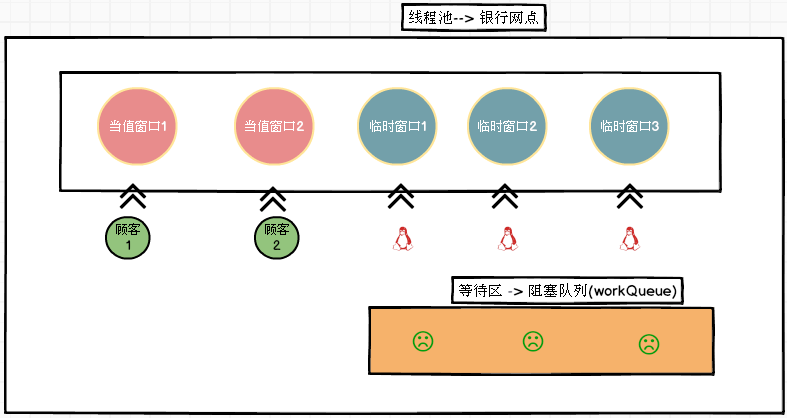 线程池--> 银行网点
当值窗口1
当值窗口2
临时窗口1
临时窗口2
临时窗口3
顾客
1
顾客
2
等待区 -> 阻塞队列(workQueue)